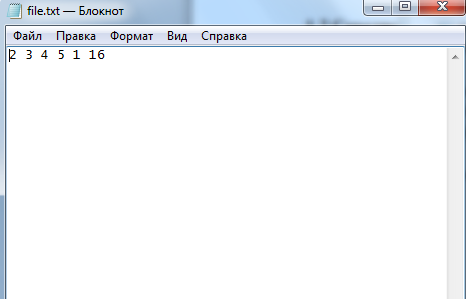 file.txt — Блокнот
Файл Правка Формат Вид Справка
2 3 4 5 1 16